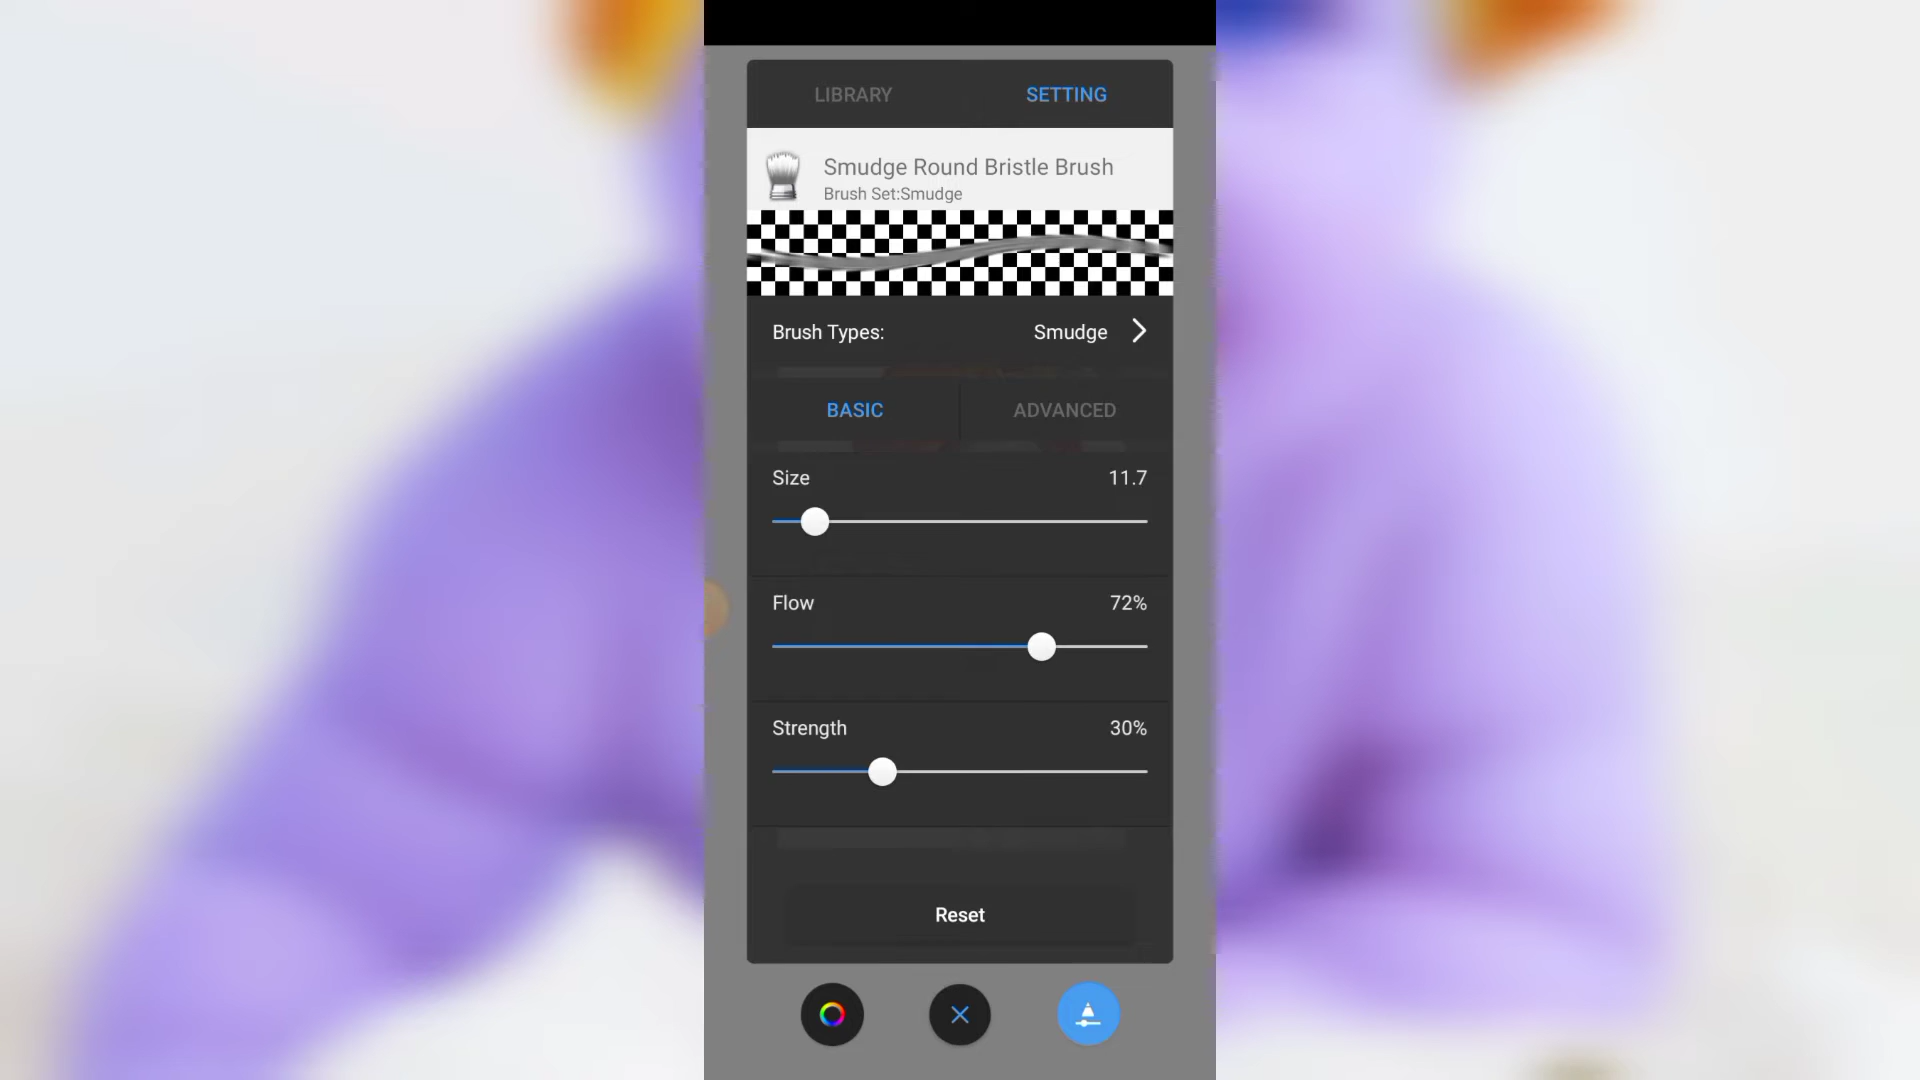 LIBRARY SETTING
Smudge Round Bristle Brush
Brush Set:Smudge
Brush Types: Smudge
BASIC ADVANCED
Size 11.7
Flow 72%
Strength 30%
Reset